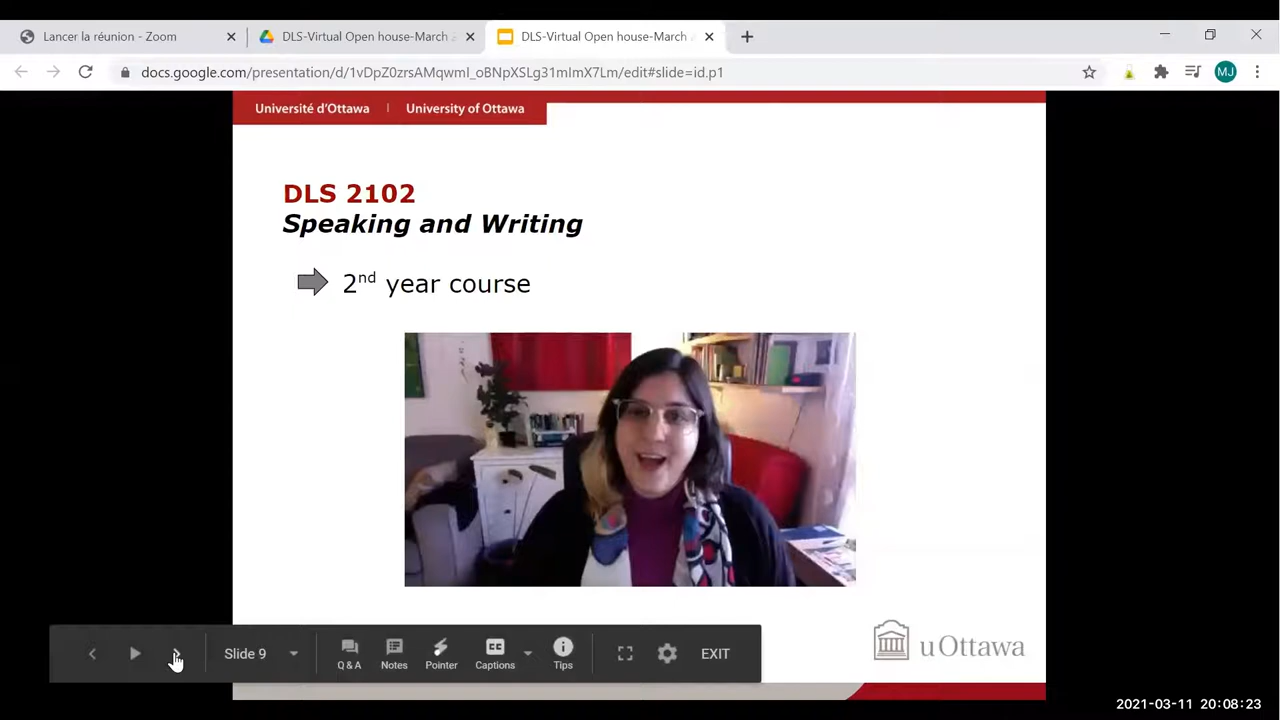 Lancer la réunion - Zoom
DLS-Virtual Open house-March
DLS-Virtual Open house-March
docs.google.com/presentation/d/1vDpZ0zrsAMqwmI_oBNpXSLg31mImX7Lm/edit#slide=id.p1
MJ
Université d'Ottawa | University of Ottawa
DLS 2102
Speaking and Writing
2nd year course
Slide 9
Q & A
Notes
Pointer
Captions
Tips
EXIT
uOttawa
2021-03-11 20:08:23